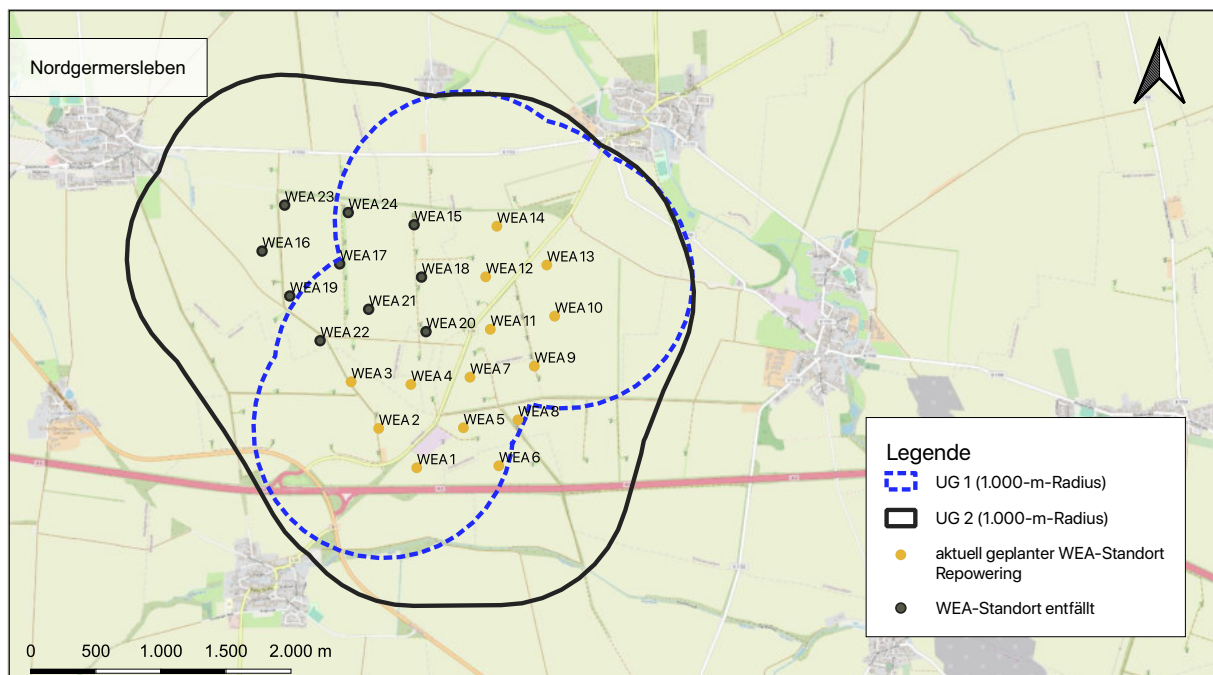 Nordgermersleben
WEA 23
WEA 24
WEA 15
WEA 14
WEA 16
WEA 17
WEA 18
WEA 12
WEA 13
WEA 19
WEA 21
WEA 20
WEA 11
WEA 10
WEA 22
WEA 3
WEA 4
WEA 7
WEA 9
WEA 2
WEA 5
WEA 8
WEA 1
WEA 6
Legende
UG 1 (1.000-m-Radius)
UG 2 (1.000-m-Radius)
aktuell geplanter WEA-Standort
Repowering
WEA-Standort entfällt
0 500 1.000 1.500 2.000 m